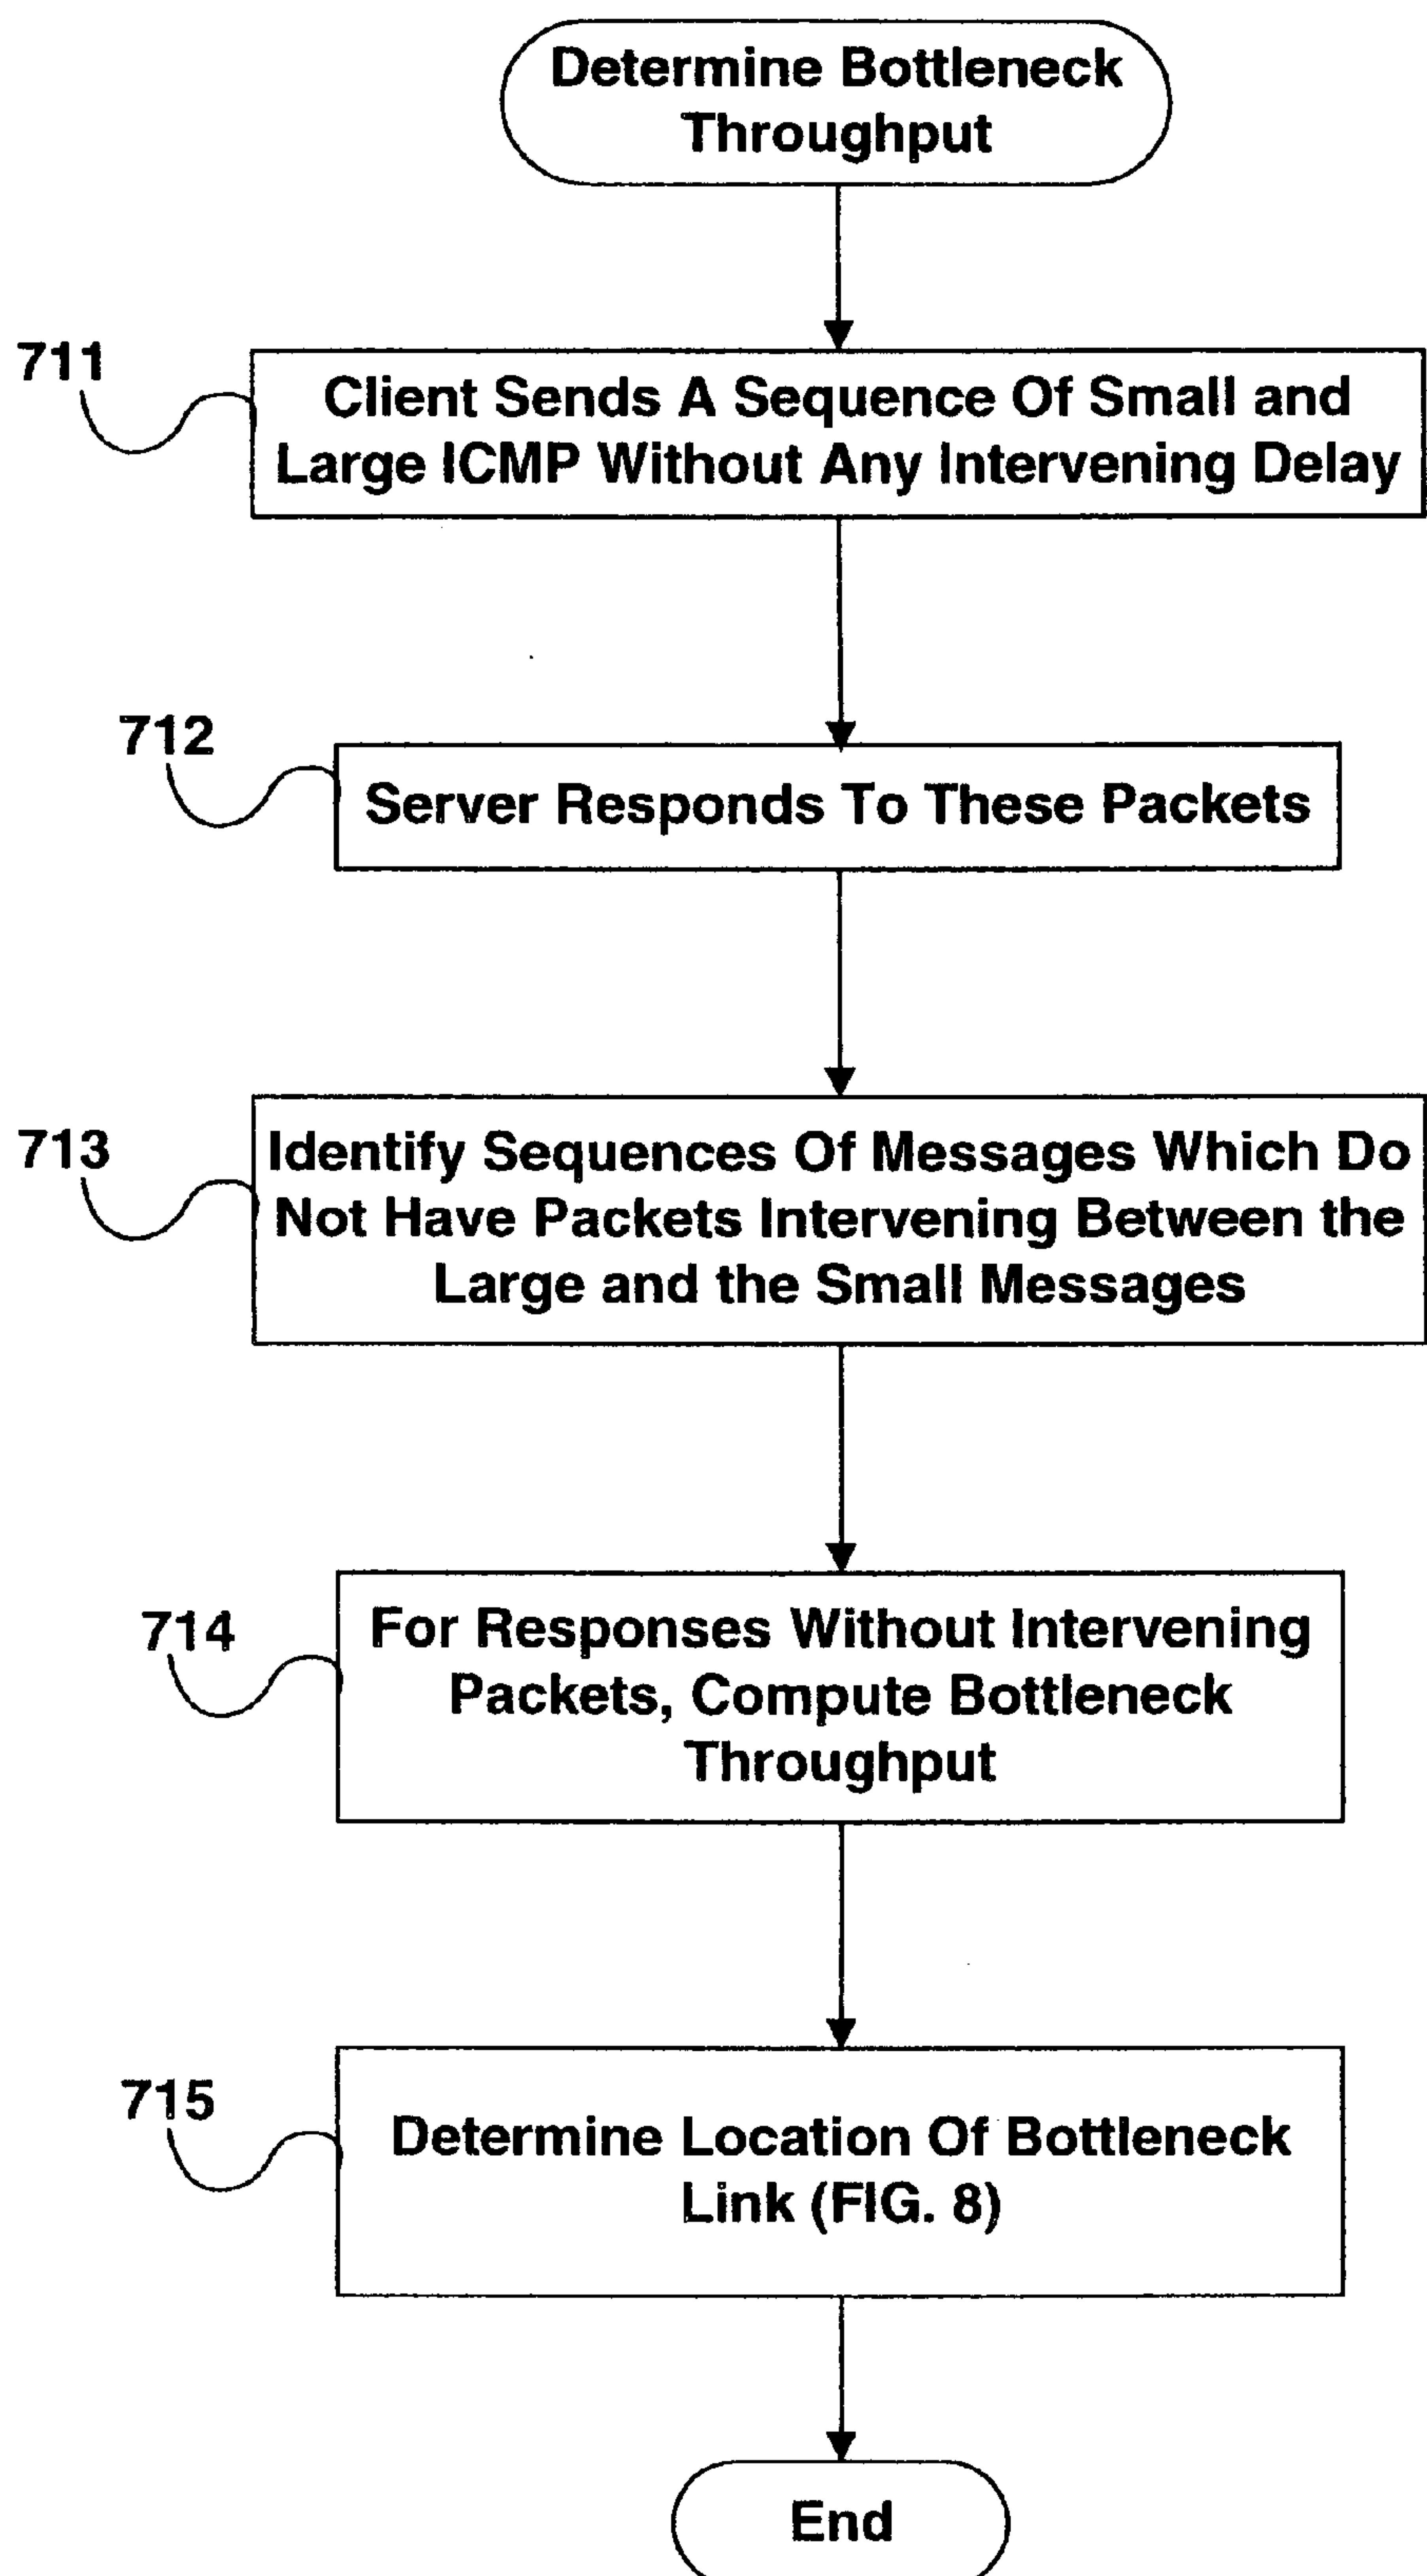 Determine Bottleneck
Throughput
711
Client Sends A Sequence Of Small and
Large ICMP Without Any Intervening Delay
712
Server Responds To These Packets
713
Identify Sequences Of Messages Which Do
Not Have Packets Intervening Between the
Large and the Small Messages
714
For Responses Without Intervening
Packets, Compute Bottleneck
Throughput
715
Determine Location Of Bottleneck
Link (FIG. 8)
End